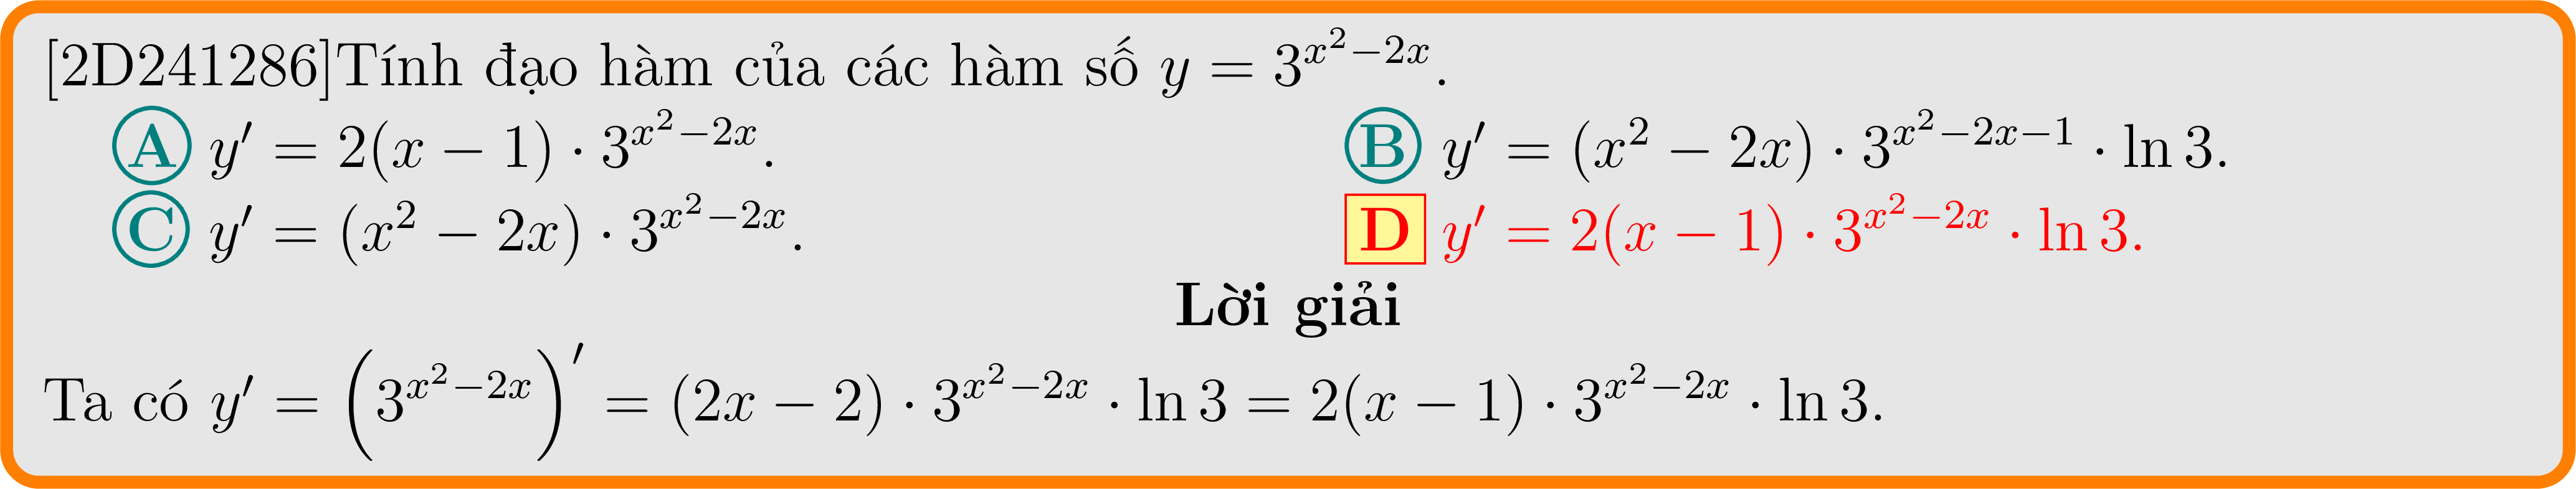 [2D241286]Tính đạo hàm của các hàm số $y = 3^{x^2-2x}$.
A $y' = 2(x-1) \cdot 3^{x^2-2x}$. B $y' = (x^2-2x) \cdot 3^{x^2-2x-1} \cdot \ln 3$.
C $y' = (x^2-2x) \cdot 3^{x^2-2x}$. D $y' = 2(x-1) \cdot 3^{x^2-2x} \cdot \ln 3$.
Lời giải
Ta có $y' = \left(3^{x^2-2x}\right)' = (2x-2) \cdot 3^{x^2-2x} \cdot \ln 3 = 2(x-1) \cdot 3^{x^2-2x} \cdot \ln 3$.